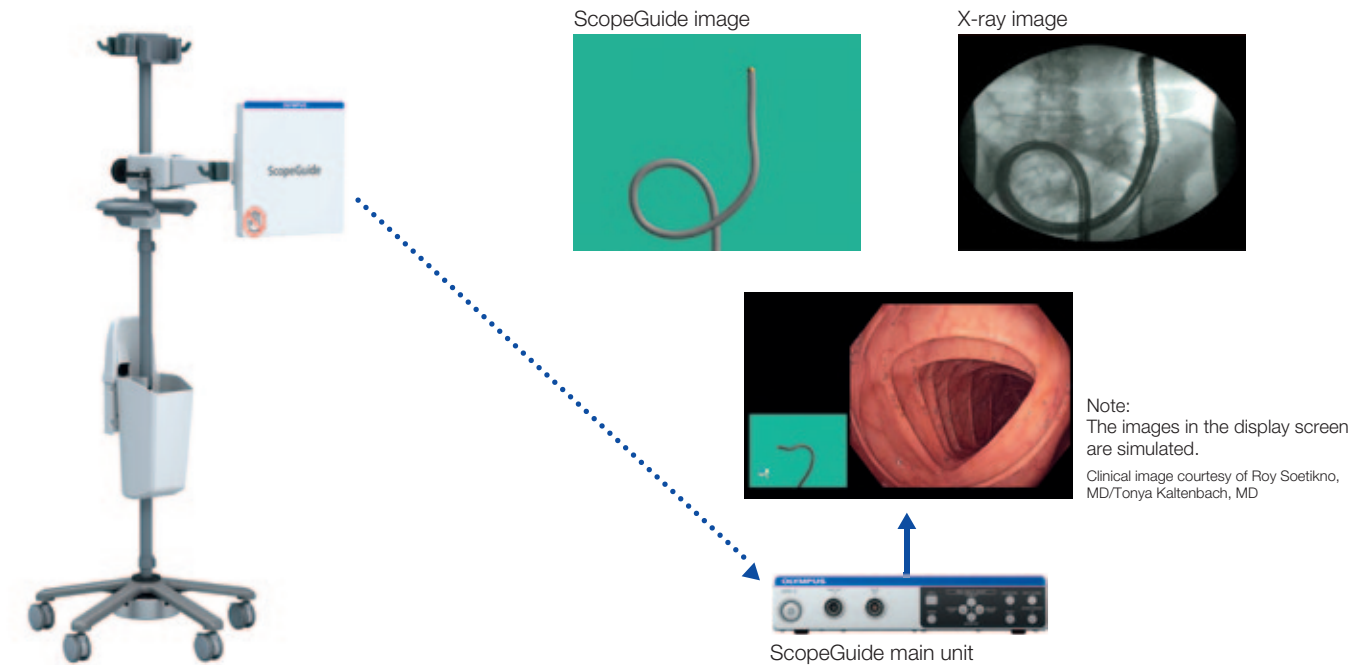 ScopeGuide image
X-ray image
OLYMPUS
ScopeGuide
Note:
The images in the display screen
are simulated.
Clinical image courtesy of Roy Soetikno,
MD/Tonya Kaltenbach, MD
OLYMPUS
ScopeGuide main unit